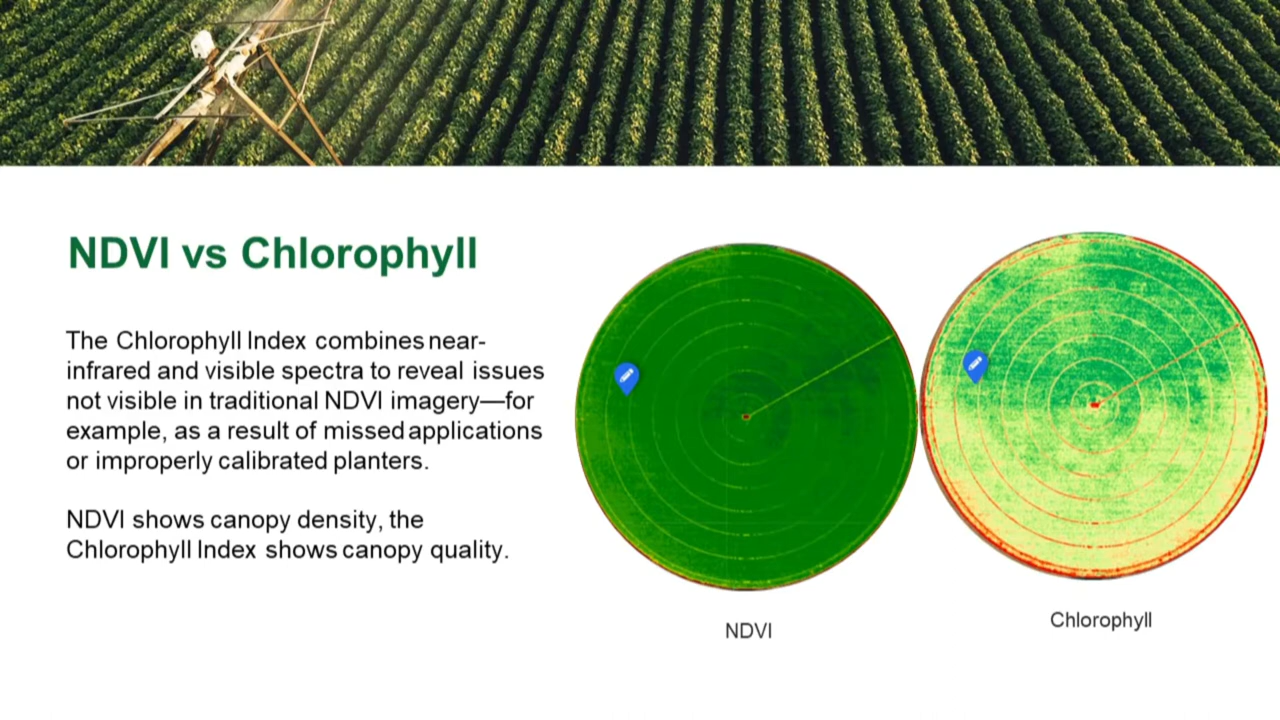 NDVI vs Chlorophyll
The Chlorophyll Index combines near-
infrared and visible spectra to reveal issues
not visible in traditional NDVI imagery—for
example, as a result of missed applications
or improperly calibrated planters.
NDVI shows canopy density, the
Chlorophyll Index shows canopy quality.
NDVI
Chlorophyll